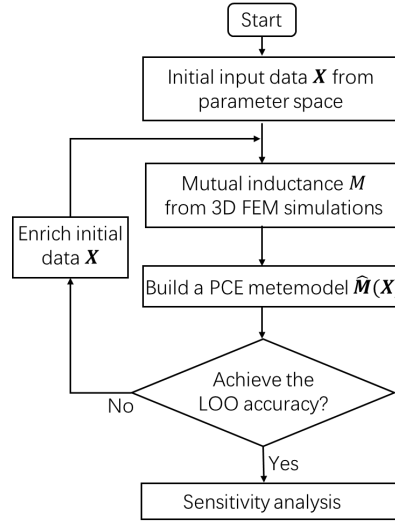 Start
Initial input data X from
parameter space
Mutual inductance M
from 3D FEM simulations
Enrich initial
data X
Build a PCE metemodel M̂(X
Achieve the
LOO accuracy?
No
Yes
Sensitivity analysis